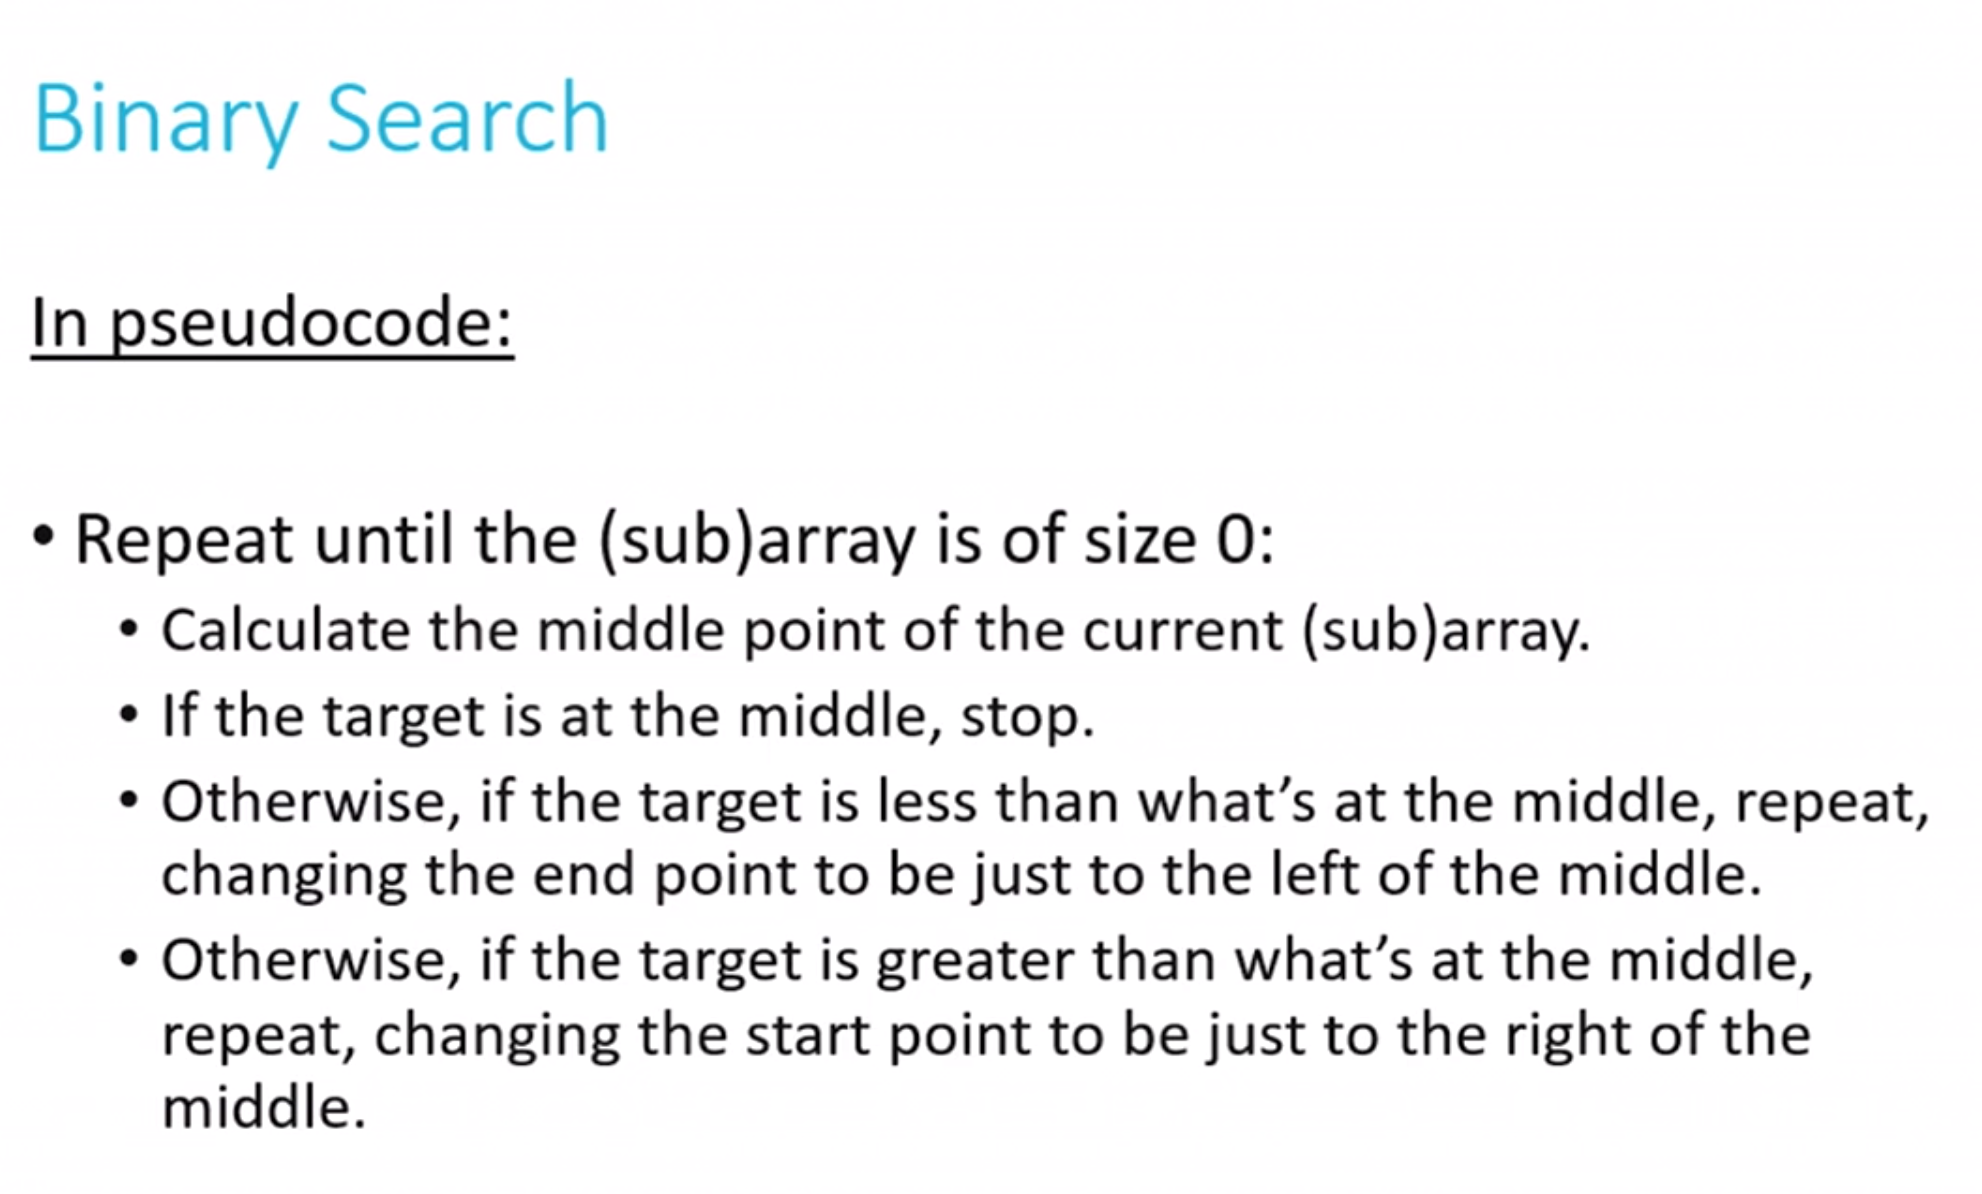 Binary Search
In pseudocode:
• Repeat until the (sub)array is of size 0:
• Calculate the middle point of the current (sub)array.
• If the target is at the middle, stop.
• Otherwise, if the target is less than what’s at the middle, repeat,
changing the end point to be just to the left of the middle.
• Otherwise, if the target is greater than what’s at the middle,
repeat, changing the start point to be just to the right of the
middle.